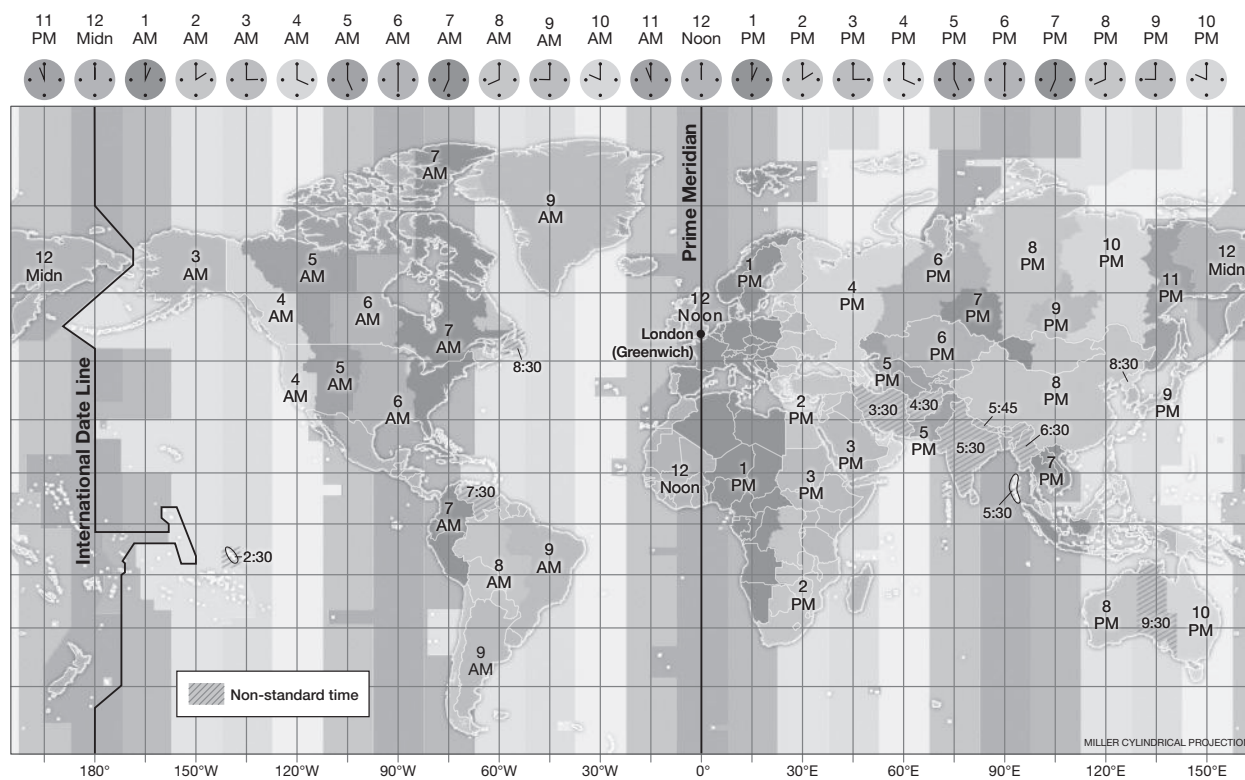 11 12 1 2 3 4 5 6 7 8 9 10 11 12 1 2 3 4 5 6 7 8 9 10
PM Midn AM AM AM AM AM AM AM AM AM AM AM Noon PM PM PM PM PM PM PM PM PM PM
Prime Meridian
7
AM
9
AM
12
Midn
3
AM
5
AM
4
AM
6
AM
7
AM
8:30
1
PM
12
Noon
London
(Greenwich)
4
PM
6
PM
8
PM
10
PM
12
Midn
11
PM
7
PM
9
PM
6
PM
International Date Line
4
AM
5
AM
6
AM
5
PM
8
PM
8:30
9
PM
2
PM
3:30
4:30
5:45
6:30
5
PM
5:30
3
PM
7
PM
12
Noon
1
PM
3
PM
5:30
7:30
7
AM
2:30
8
AM
9
AM
2
PM
8
PM
9:30
10
PM
9
AM
Non-standard time
MILLER CYLINDRICAL PROJECTION
180° 150°W 120°W 90°W 60°W 30°W 0° 30°E 60°E 90°E 120°E 150°E